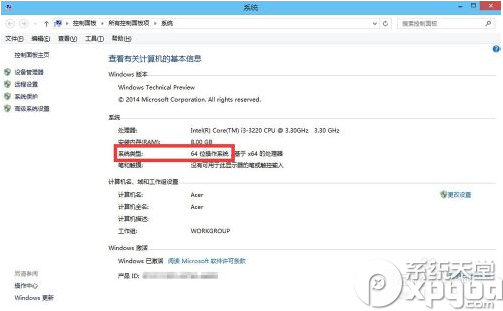 系统
控制面板 所有控制面板项 系统
搜索控制面板
文件(F) 编辑(E) 查看(V) 工具(T) 帮助(H)
控制面板主页
设备管理器
远程设置
系统保护
高级系统设置
查看有关计算机的基本信息
Windows 版本
Windows Technical Preview
© 2014 Microsoft Corporation. All rights reserved.
系统
处理器: Intel(R) Core(TM) i3-3220 CPU @ 3.30GHz 3.30 GHz
安装内存(RAM): 8.00 GB
系统类型: 64 位操作系统, 基于 x64 的处理器
笔和触摸: 没有可用于此显示器的笔或触控输入
计算机名、域和工作组设置
计算机名: Acer
更改设置
计算机全名: Acer
计算机描述:
工作组: WORKGROUP
Windows 激活
Windows 已激活 阅读 Microsoft 软件许可条款
产品 ID:
另请参阅
操作中心
Windows 更新
系统天堂
xpgod.com